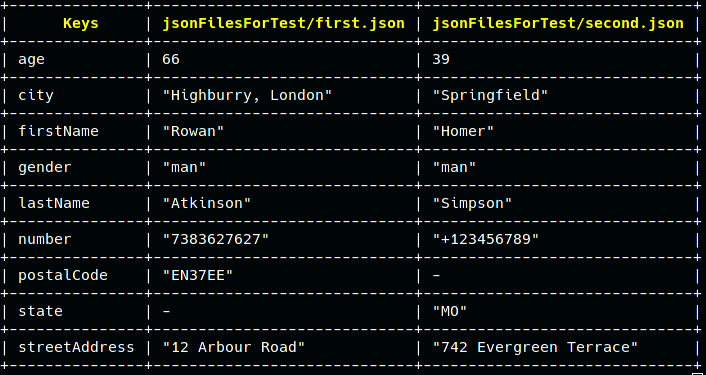 Keys | jsonFilesForTest/first.json | jsonFilesForTest/second.json
age | 66 | 39
city | "Highburry, London" | "Springfield"
firstName | "Rowan" | "Homer"
gender | "man" | "man"
lastName | "Atkinson" | "Simpson"
number | "7383627627" | "+123456789"
postalCode | "EN37EE" | –
state | – | "MO"
streetAddress | "12 Arbour Road" | "742 Evergreen Terrace"